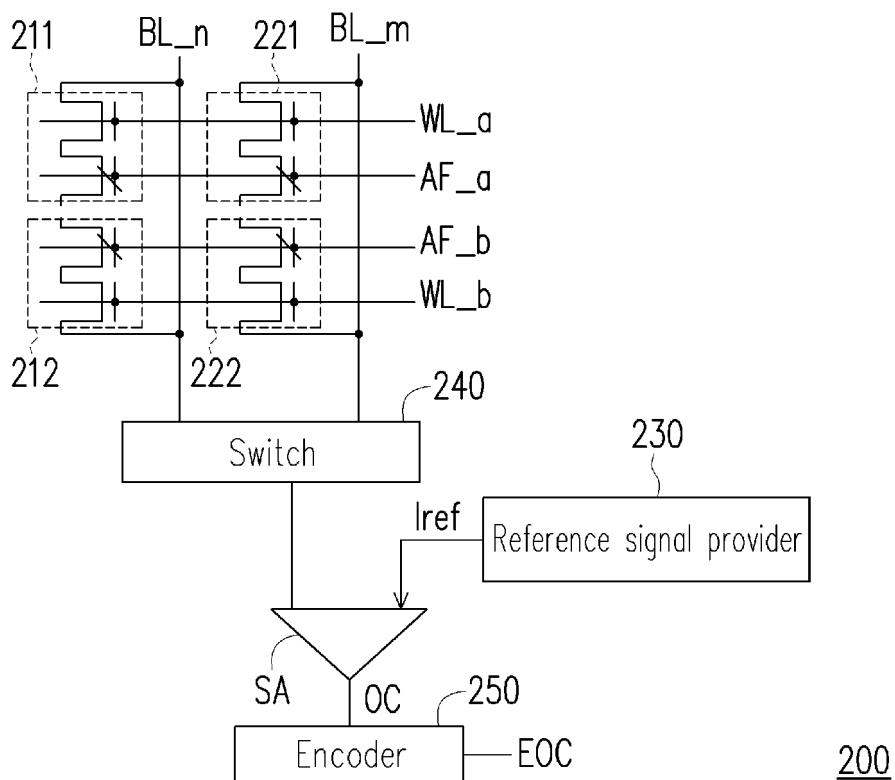 211
BL_n
221
BL_m
WL_a
AF_a
AF_b
WL_b
212
222
240
Switch
230
Iref
Reference signal provider
SA
OC
250
Encoder
EOC
200